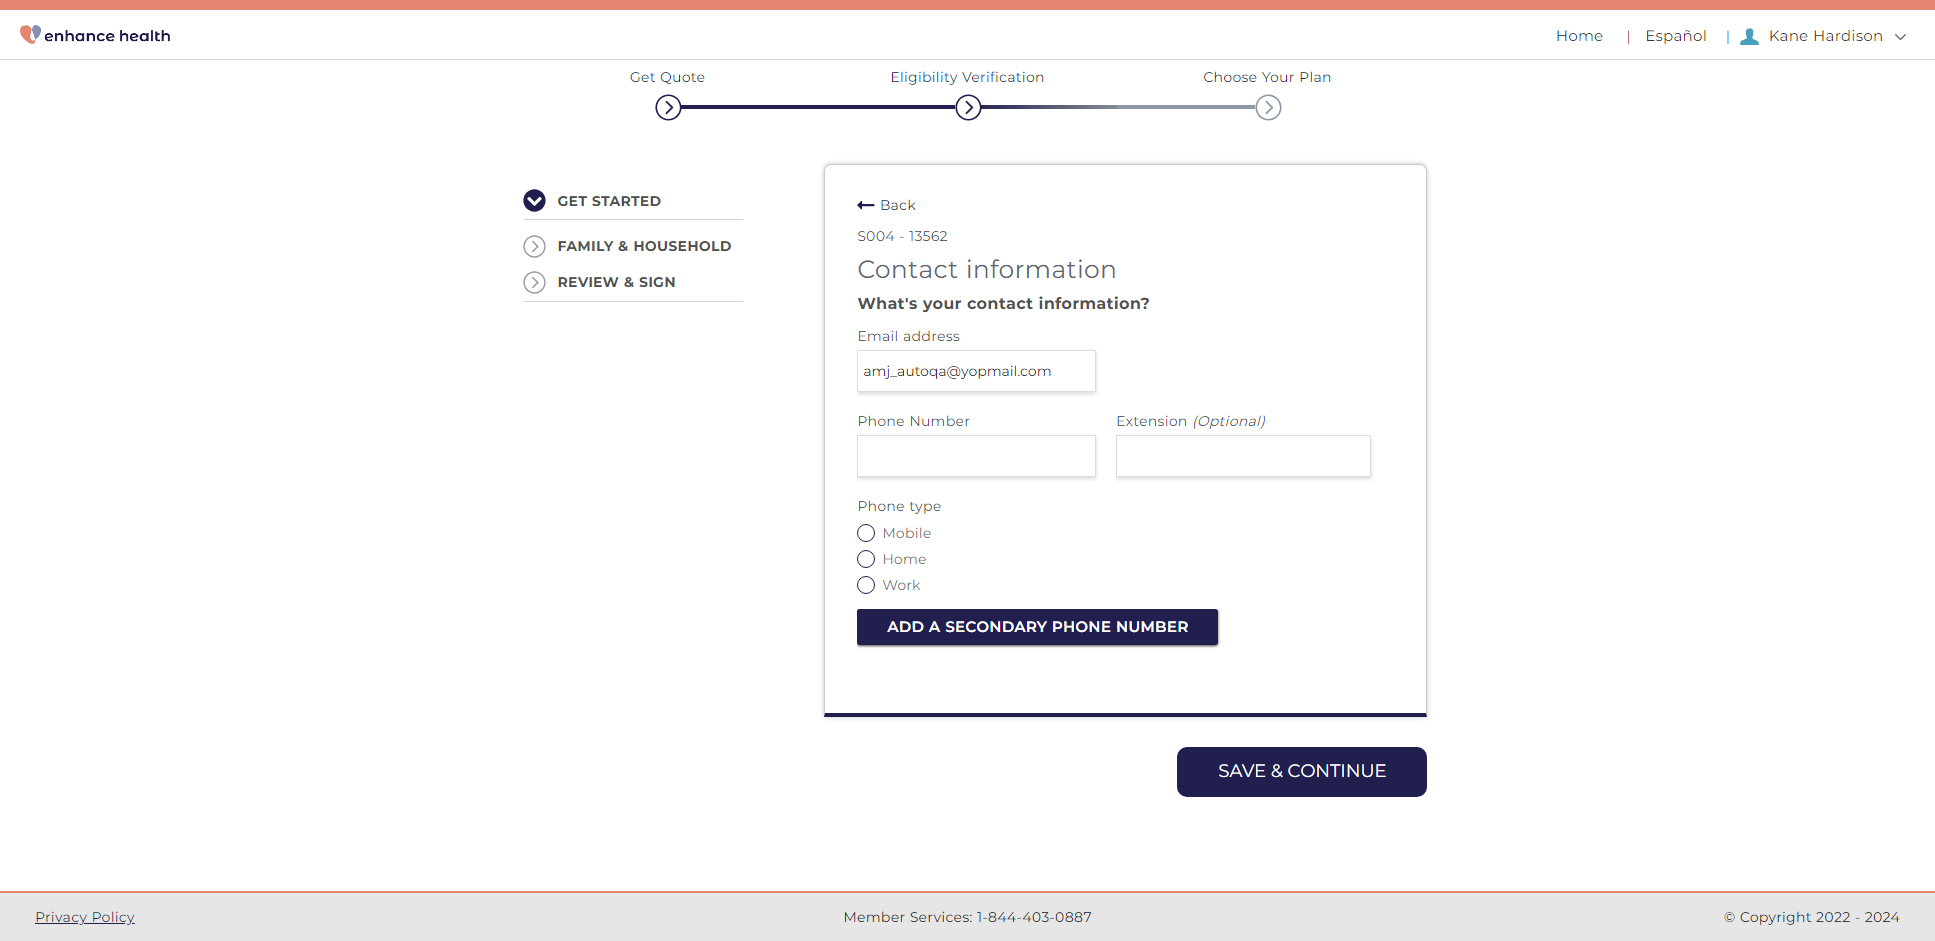 enhance health
Home | Español | Kane Hardison
Get Quote
Eligibility Verification
Choose Your Plan
GET STARTED
FAMILY & HOUSEHOLD
REVIEW & SIGN
Back
S004 - 13562
Contact information
What's your contact information?
Email address
amj_autoqa@yopmail.com
Phone Number
Extension (Optional)
Phone type
Mobile
Home
Work
ADD A SECONDARY PHONE NUMBER
SAVE & CONTINUE
Privacy Policy
Member Services: 1-844-403-0887
© Copyright 2022 - 2024